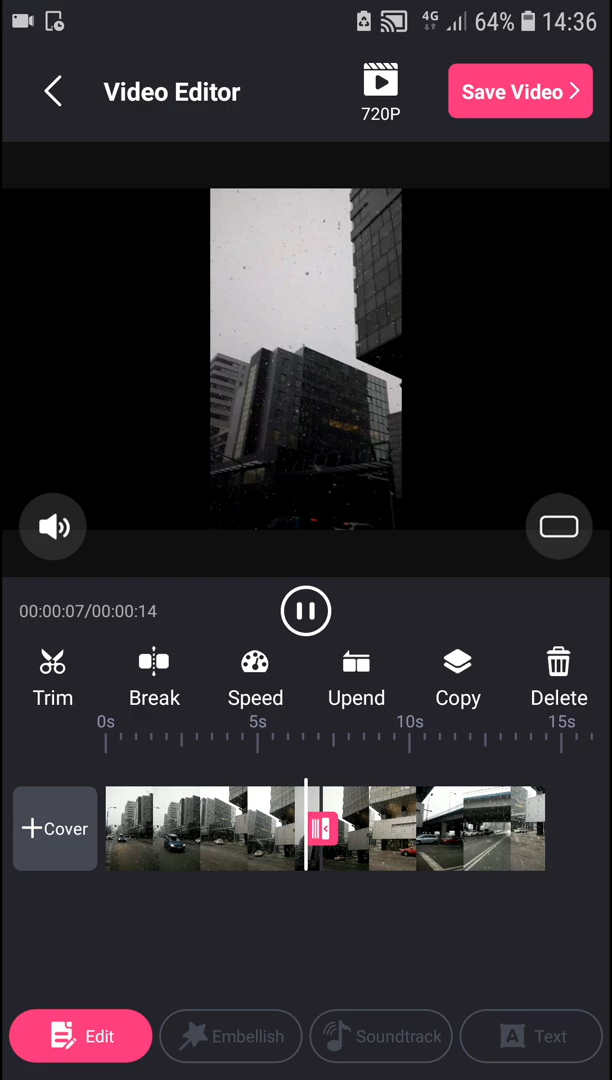 4G 64% 14:36
Video Editor
720P
Save Video
00:00:07/00:00:14
Trim Break Speed Upend Copy Delete
0s 5s 10s 15s
+Cover
Edit Embellish Soundtrack A Text